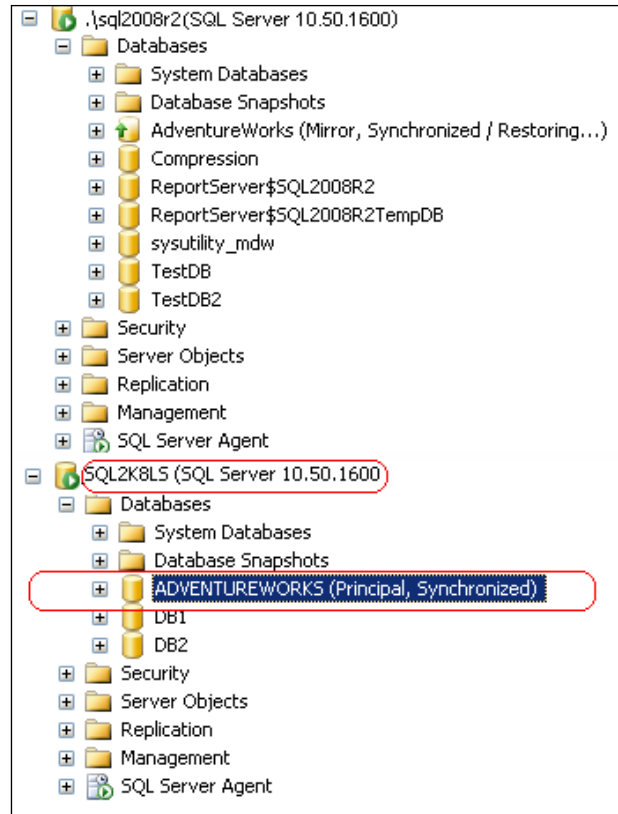 .\sql2008r2(SQL Server 10.50.1600)
Databases
System Databases
Database Snapshots
AdventureWorks (Mirror, Synchronized / Restoring...)
Compression
ReportServer$SQL2008R2
ReportServer$SQL2008R2TempDB
sysutility_mdw
TestDB
TestDB2
Security
Server Objects
Replication
Management
SQL Server Agent
SQL2K8LS (SQL Server 10.50.1600
Databases
System Databases
Database Snapshots
ADVENTUREWORKS (Principal, Synchronized)
DB1
DB2
Security
Server Objects
Replication
Management
SQL Server Agent